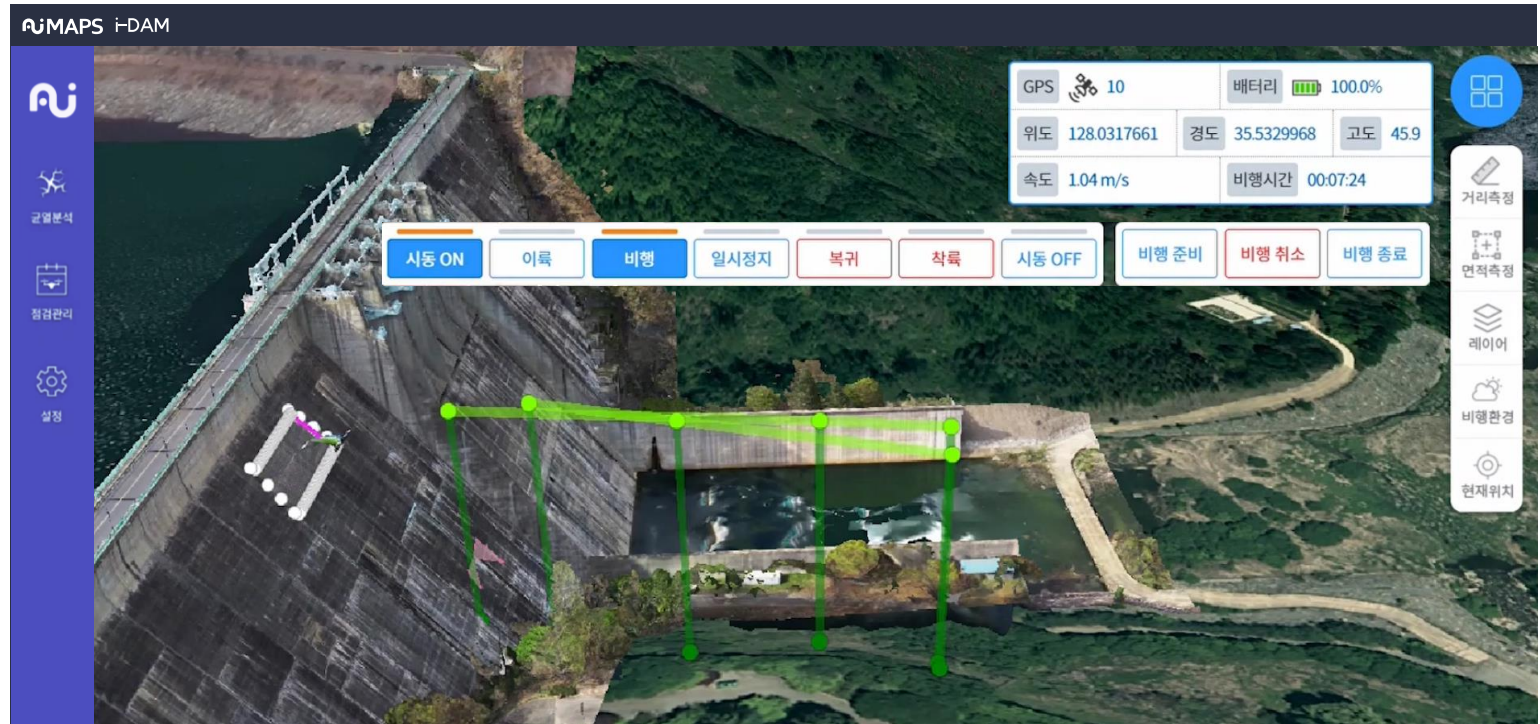 MAPS i-DAM
GPS 10 배터리 100.0%
위도 128.0317661 경도 35.5329968 고도 45.9
속도 1.04 m/s 비행시간 00:07:24
시동 ON 이륙 비행 일시정지 복귀 착륙 시동 OFF
비행 준비 비행 취소 비행 종료
균열분석
점검관리
설정
거리측정
면적측정
레이어
비행환경
현재위치